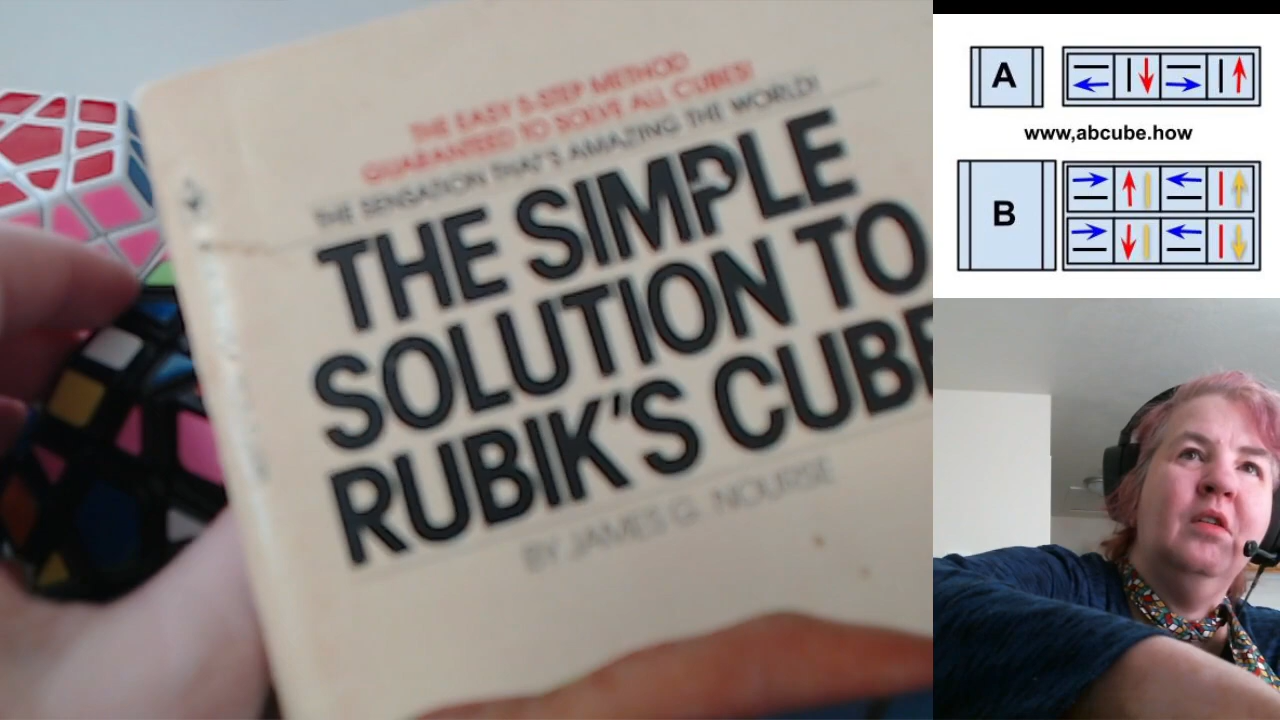 THE EASY 5-STEP METHOD
GUARANTEED TO SOLVE ALL CUBES!
THE SENSATION THAT'S AMAZING THE WORLD!
THE SIMPLE
SOLUTION TO
RUBIK'S CUBE
BY JAMES G. NOURSE
A
www,abcube.how
B